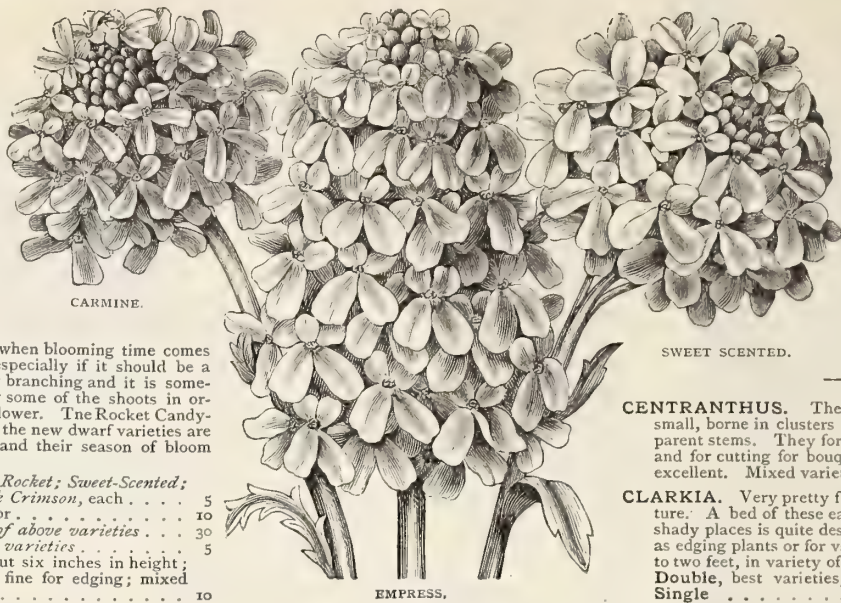 CARMINE.
EMPRESS.
SWEET SCENTED.
when blooming time comes
especially if it should be a
branching and it is some-
some of the shoots in or-
lower. The Rocket Candy-
the new dwarf varieties are
and their season of bloom
Rocket; Sweet-Scented;
Crimson, each . . . . 5
or . . . . . . . . . . . 10
of above varieties . . . 30
varieties . . . . . . . 5
ut six inches in height;
fine for edging; mixed
. . . . . . . . . . . . 10
CENTRANTHUS. The
small, borne in clusters
parent stems. They for
and for cutting for bouq
excellent. Mixed varie
CLARKIA. Very pretty f
ture. A bed of these ea
shady places is quite des
as edging plants or for v
to two feet, in variety of
Double, best varieties,
Single . . . . . . .